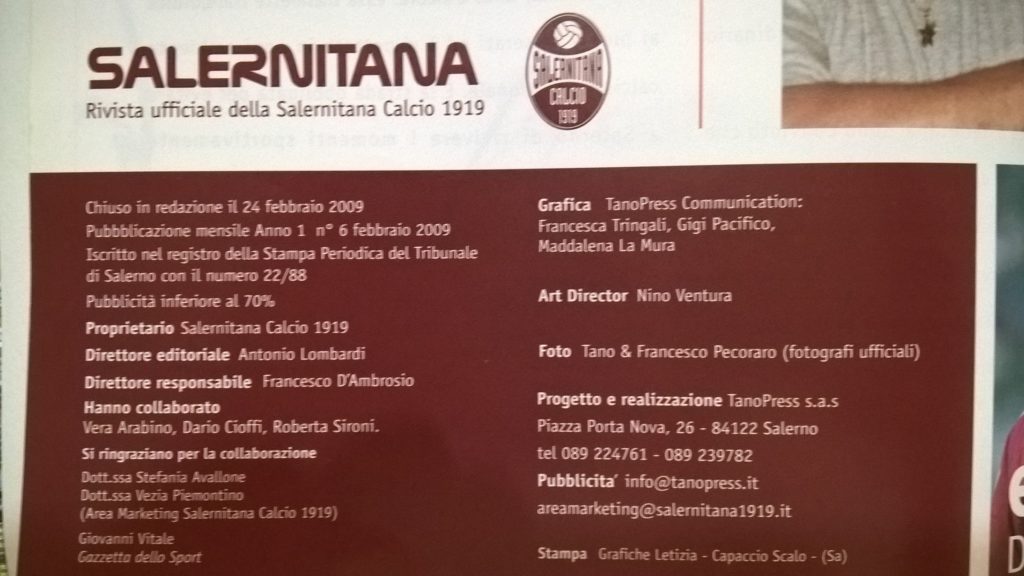 SALERNITANA
Rivista ufficiale della Salernitana Calcio 1919
SALERNITANA
CALCIO
1919
Chiuso in redazione il 24 febbraio 2009
Pubbblicazione mensile Anno 1 n° 6 febbraio 2009
Iscritto nel registro della Stampa Periodica del Tribunale
di Salerno con il numero 22/88
Pubblicità inferiore al 70%
Proprietario Salernitana Calcio 1919
Direttore editoriale Antonio Lombardi
Direttore responsabile Francesco D'Ambrosio
Hanno collaborato
Vera Arabino, Dario Cioffi, Roberta Sironi.
Si ringraziano per la collaborazione
Dott.ssa Stefania Avallone
Dott.ssa Vezia Piemontino
(Area Marketing Salernitana Calcio 1919)
Giovanni Vitale
Gazzetta dello Sport
Grafica TanoPress Communication:
Francesca Tringali, Gigi Pacifico,
Maddalena La Mura
Art Director Nino Ventura
Foto Tano & Francesco Pecoraro (fotografi ufficiali)
Progetto e realizzazione TanoPress s.a.s
Piazza Porta Nova, 26 - 84122 Salerno
tel 089 224761 - 089 239782
Pubblicita' info@tanopress.it
areamarketing@salernitana1919.it
Stampa Grafiche Letizia - Capaccio Scalo - (Sa)